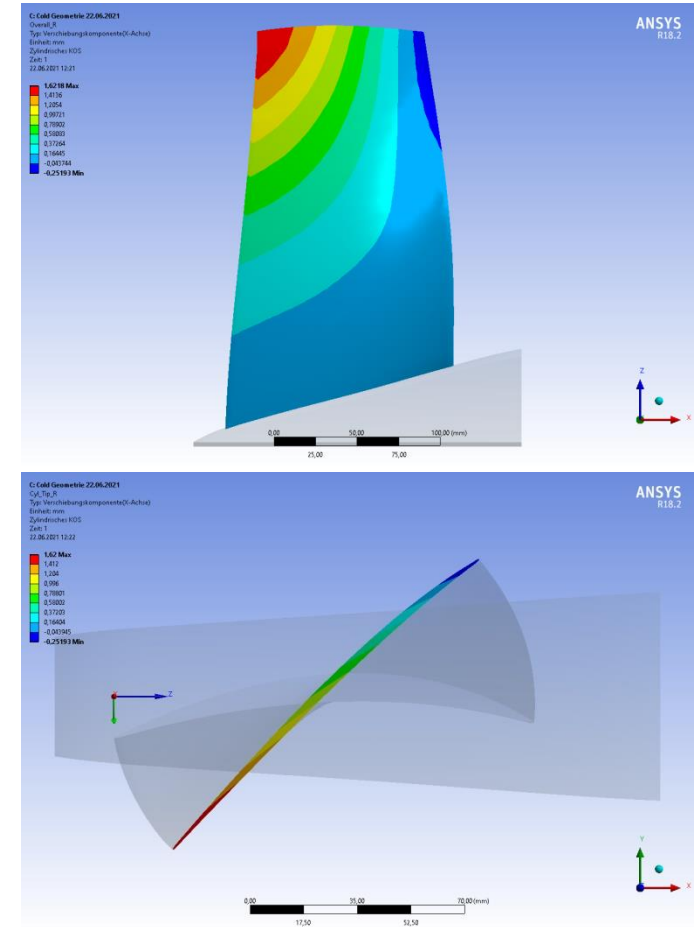 C: Cold Geometrie 22.06.2021
Overall_R
Typ: Verschiebungskomponente(X-Achse)
Einheit: mm
Zylindrisches KOS
Zeit: 1
22.06.2021 12:21
1,6218 Max
1,4136
1,2054
0,99721
0,78902
0,58083
0,37264
0,16445
-0,043744
-0,25193 Min
ANSYS
R18.2
0,00 50,00 100,00 (mm)
25,00 75,00
Z
X
C: Cold Geometrie 22.06.2021
Cyl_Tip_R
Typ: Verschiebungskomponente(X-Achse)
Einheit: mm
Zylindrisches KOS
Zeit: 1
22.06.2021 12:22
1,62 Max
1,412
1,204
0,996
0,78801
0,58002
0,37203
0,16404
-0,043945
-0,25193 Min
ANSYS
R18.2
Z
Y
X
0,00 35,00 70,00 (mm)
17,50 52,50